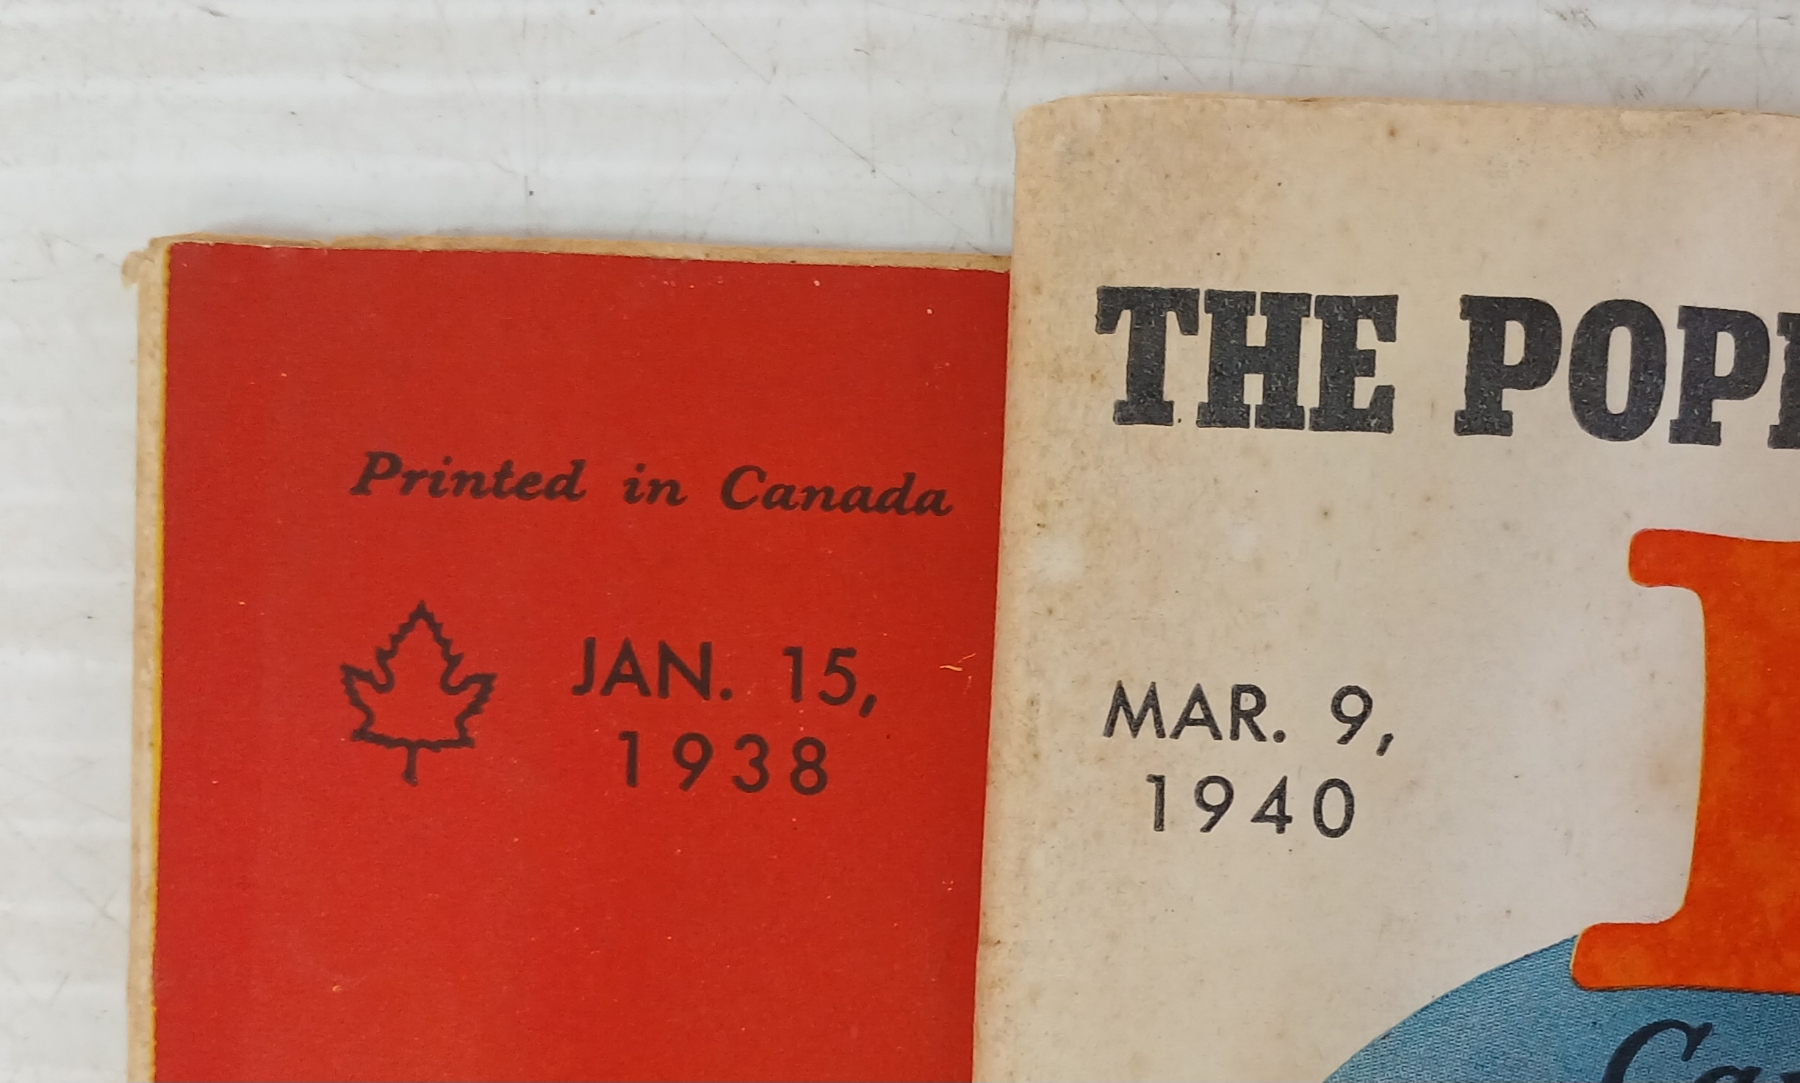 Printed in Canada
JAN. 15,
1938
THE POP
MAR. 9,
1940